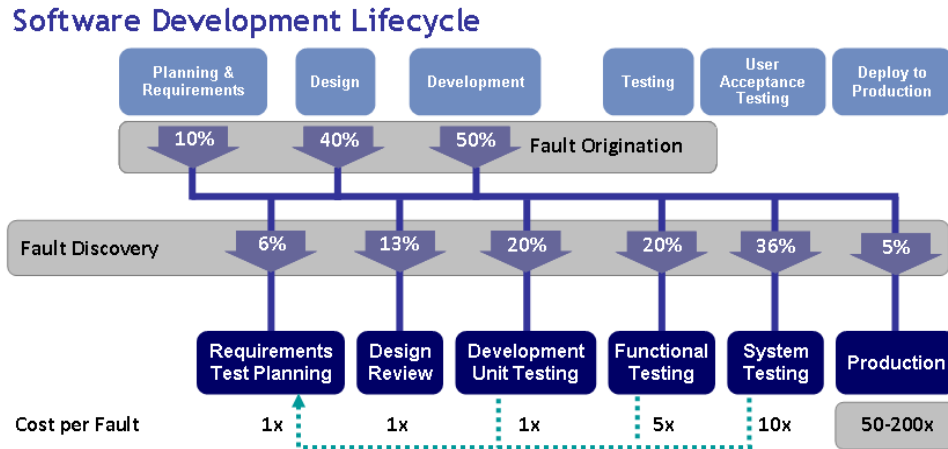 Software Development Lifecycle
Planning &
Requirements
Design
Development
Testing
User
Acceptance
Testing
Deploy to
Production
10%
40%
50%
Fault Origination
Fault Discovery
6%
13%
20%
20%
36%
5%
Requirements
Test Planning
Design
Review
Development
Unit Testing
Functional
Testing
System
Testing
Production
Cost per Fault
1x
1x
1x
5x
10x
50-200x